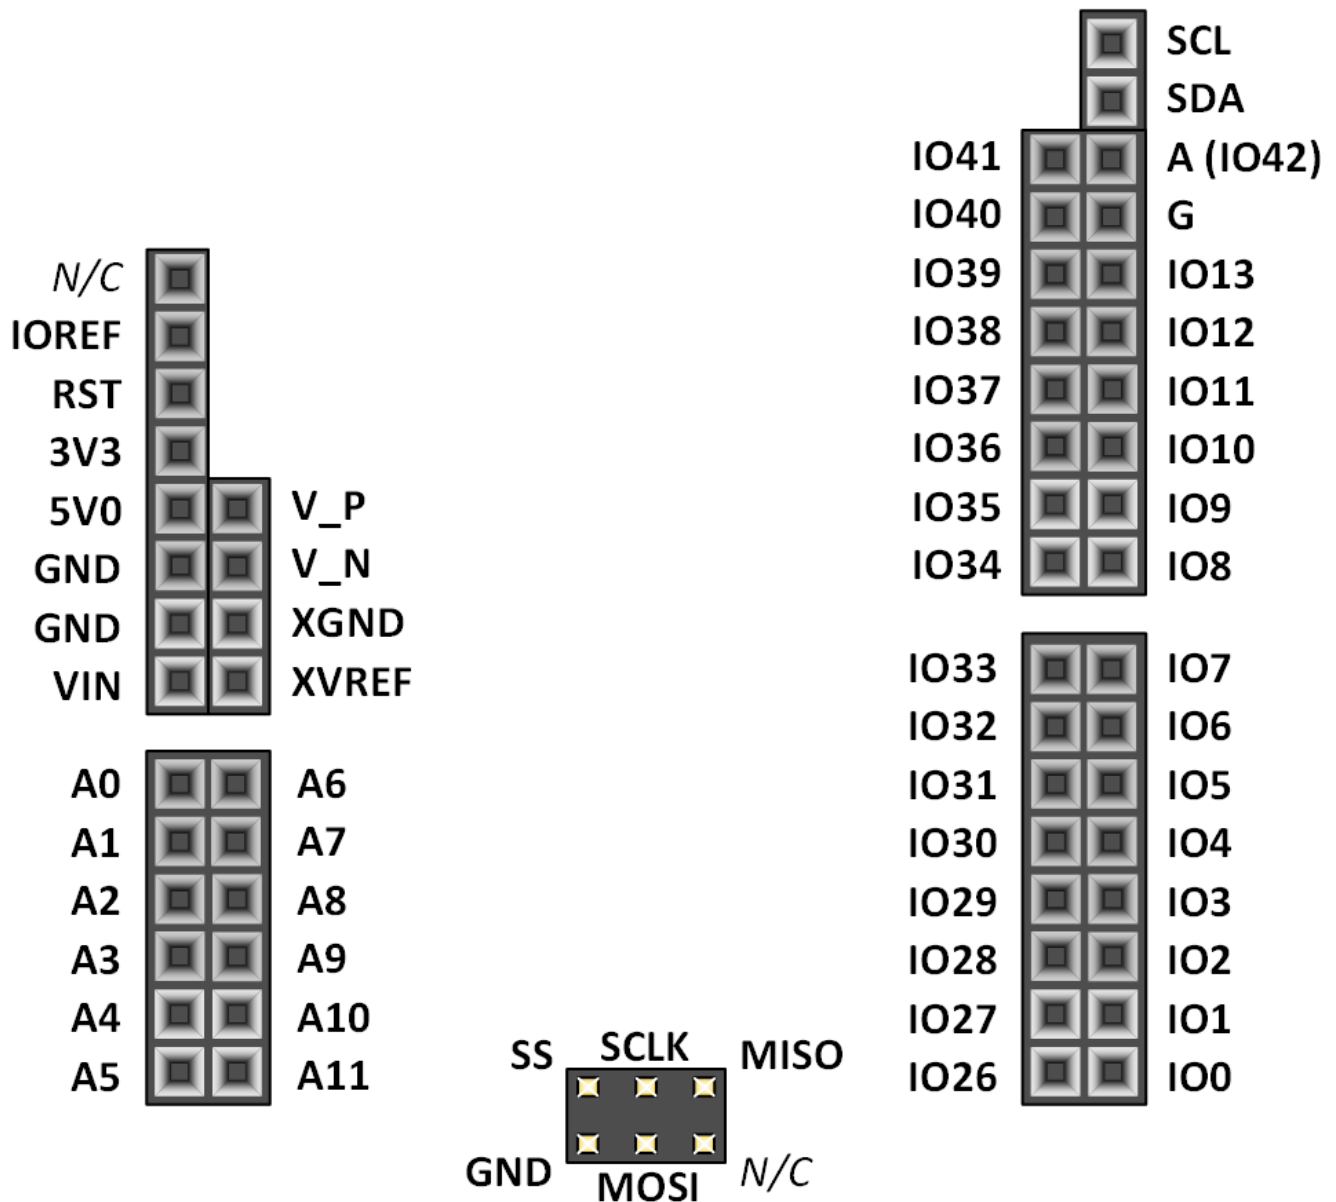 SCL
SDA
IO41 A (IO42)
IO40 G
IO39 IO13
IO38 IO12
IO37 IO11
IO36 IO10
IO35 IO9
IO34 IO8
N/C
IOREF
RST
3V3
5V0 V_P
GND V_N
GND XGND
VIN XVREF
IO33 IO7
IO32 IO6
IO31 IO5
IO30 IO4
IO29 IO3
IO28 IO2
IO27 IO1
IO26 IO0
A0 A6
A1 A7
A2 A8
A3 A9
A4 A10
A5 A11
SS SCLK MISO
GND MOSI N/C